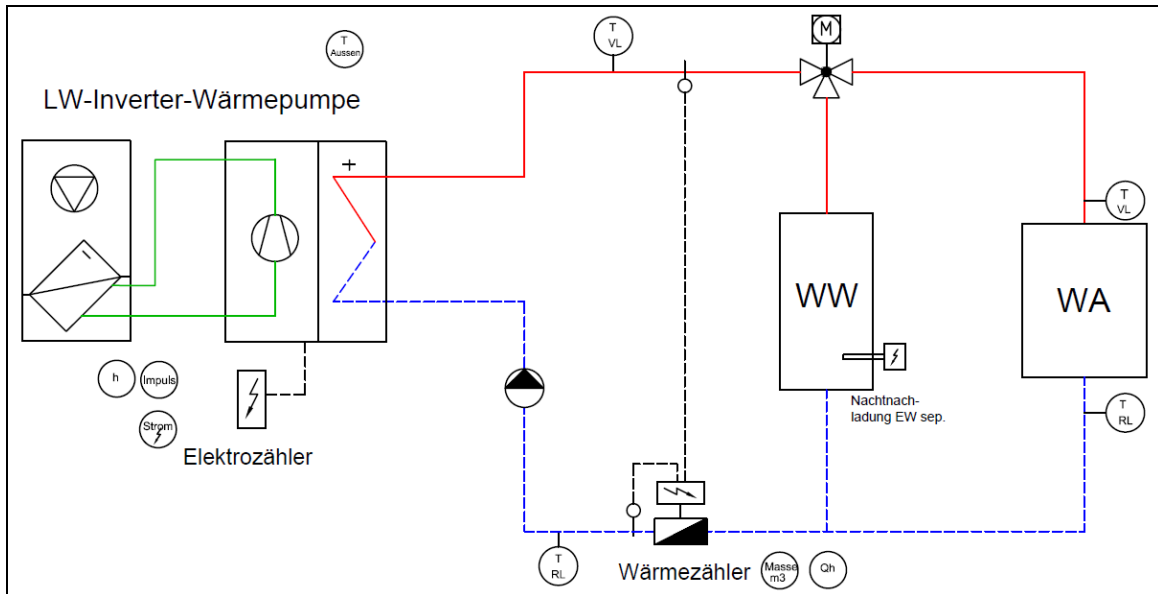 T
Aussen
T
VL
M
LW-Inverter-Wärmepumpe
+
T
VL
WW
WA
h
Impuls
Strom
Elektrozähler
Nachtnach-
ladung EW sep.
T
RL
T
RL
Wärmezähler
Masse
m3
Qh